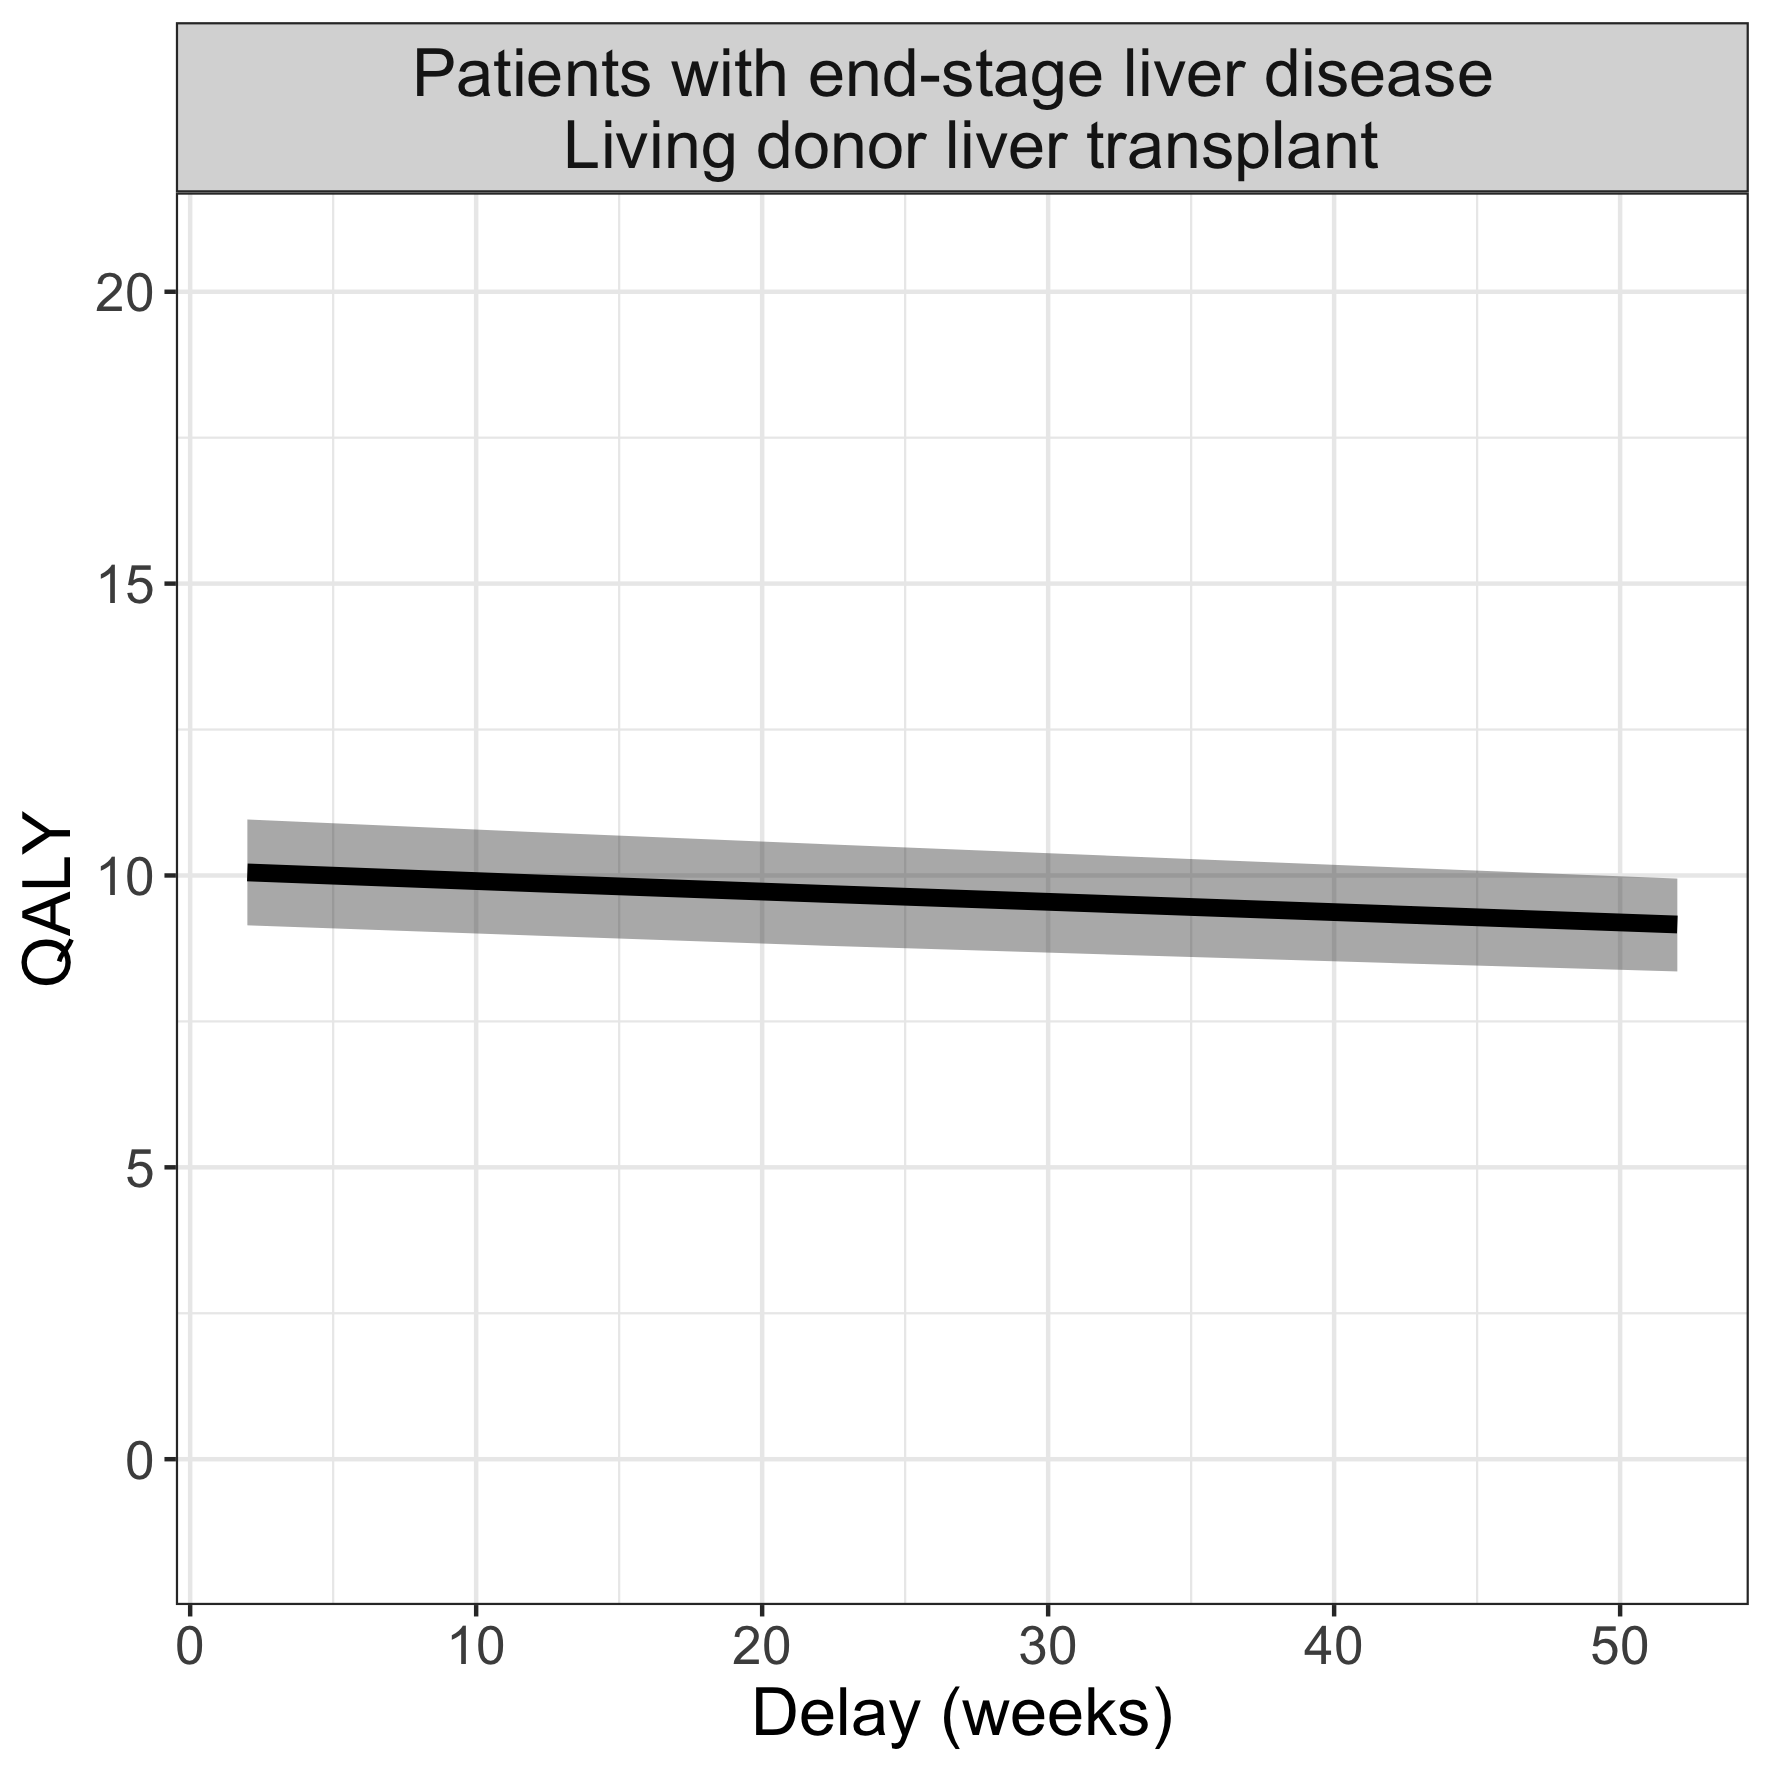 Patients with end-stage liver disease
Living donor liver transplant
20
15
10
5
0
QALY
0 10 20 30 40 50
Delay (weeks)